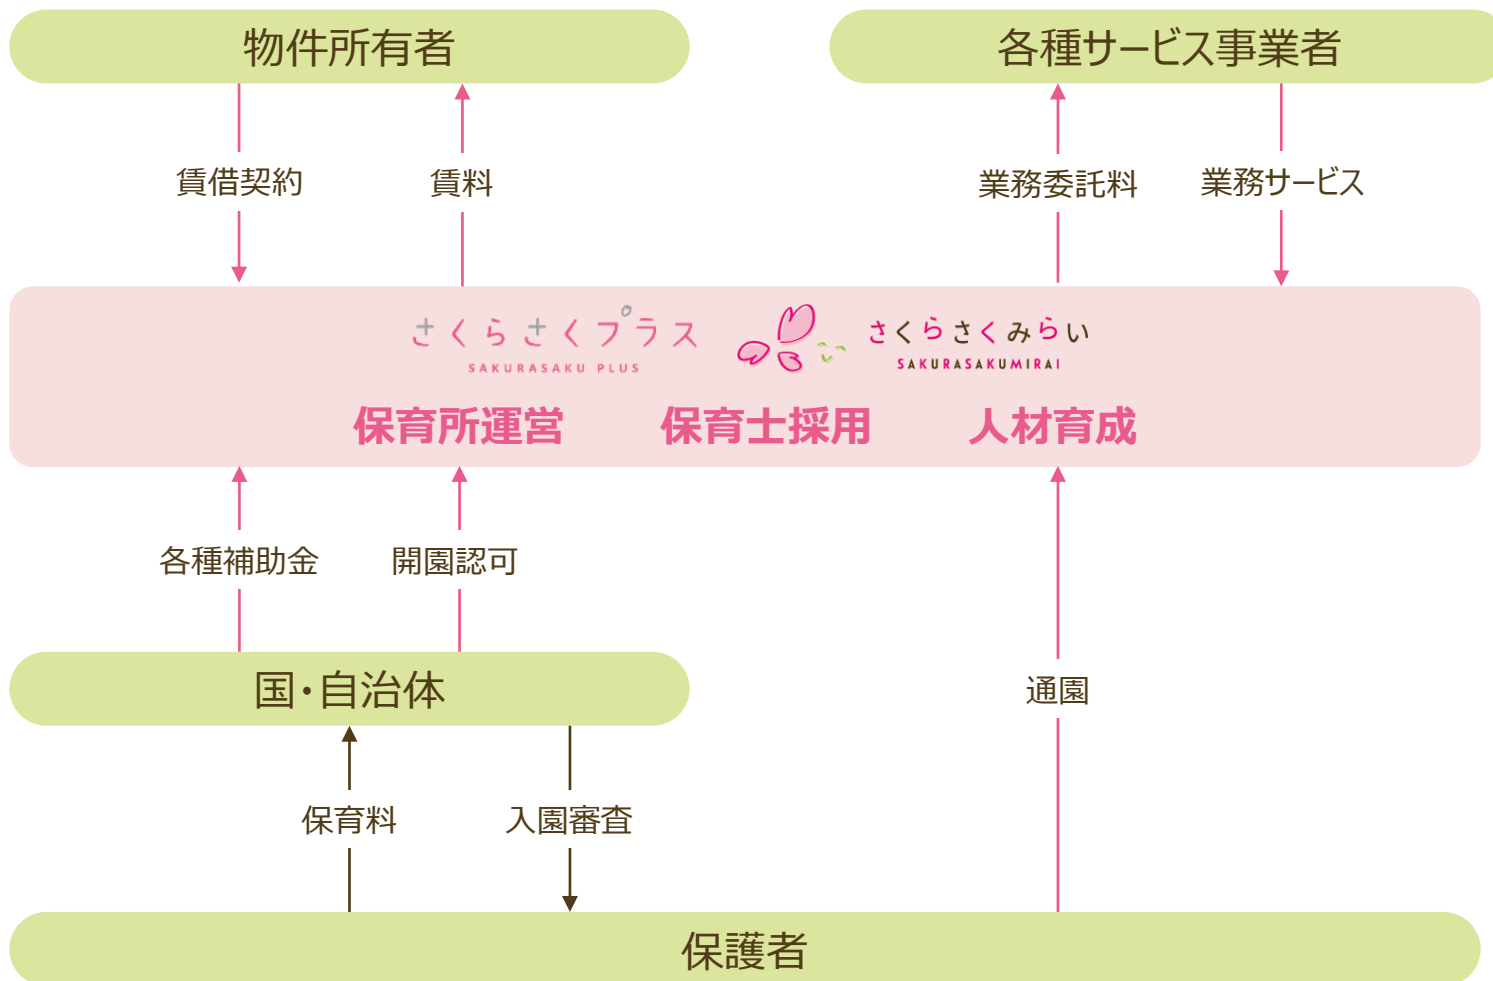 物件所有者
各種サービス事業者
賃借契約
賃料
業務委託料
業務サービス
さくらさくプラス
SAKURASAKU PLUS
さくらさくみらい
SAKURASAKUMIRAI
保育所運営
保育士採用
人材育成
各種補助金
開園認可
国・自治体
通園
保育料
入園審査
保護者